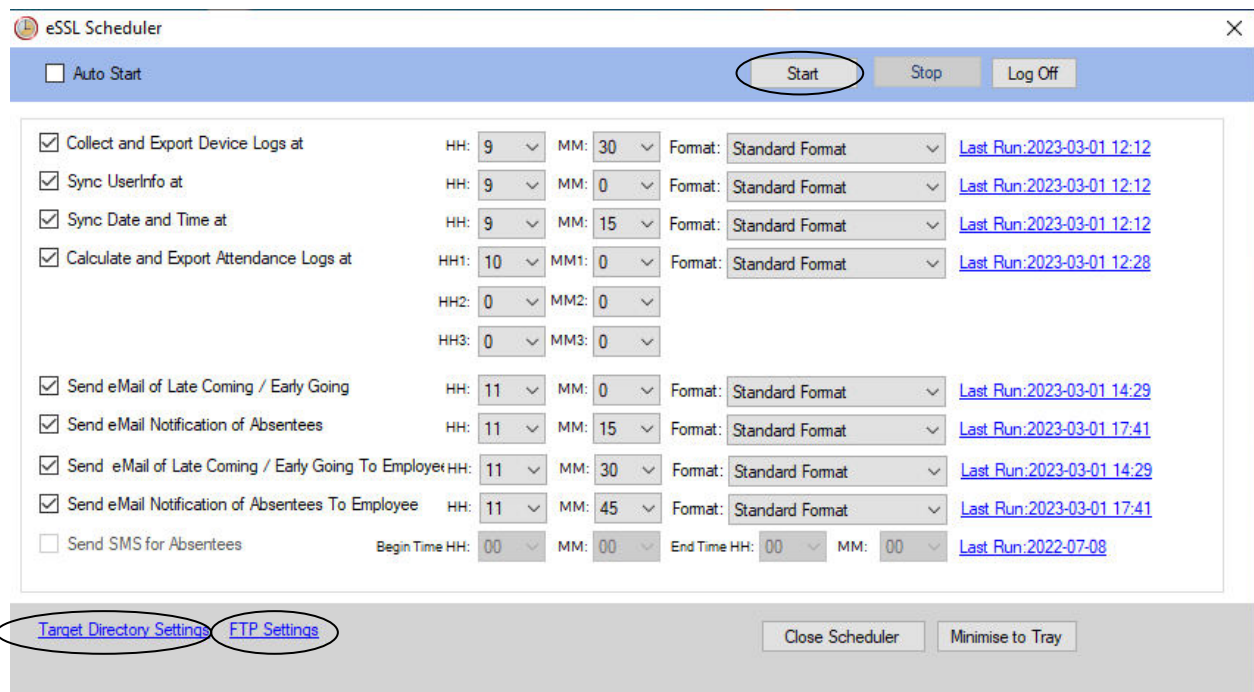 eSSL Scheduler
Auto Start Start Stop Log Off
Collect and Export Device Logs at HH: 9 MM: 30 Format: Standard Format Last Run:2023-03-01 12:12
Sync UserInfo at HH: 9 MM: 0 Format: Standard Format Last Run:2023-03-01 12:12
Sync Date and Time at HH: 9 MM: 15 Format: Standard Format Last Run:2023-03-01 12:12
Calculate and Export Attendance Logs at HH1: 10 MM1: 0 Format: Standard Format Last Run:2023-03-01 12:28
HH2: 0 MM2: 0
HH3: 0 MM3: 0
Send eMail of Late Coming / Early Going HH: 11 MM: 0 Format: Standard Format Last Run:2023-03-01 14:29
Send eMail Notification of Absentees HH: 11 MM: 15 Format: Standard Format Last Run:2023-03-01 17:41
Send eMail of Late Coming / Early Going To Employee HH: 11 MM: 30 Format: Standard Format Last Run:2023-03-01 14:29
Send eMail Notification of Absentees To Employee HH: 11 MM: 45 Format: Standard Format Last Run:2023-03-01 17:41
Send SMS for Absentees Begin Time HH: 00 MM: 00 End Time HH: 00 MM: 00 Last Run:2022-07-08
Target Directory Settings FTP Settings Close Scheduler Minimise to Tray